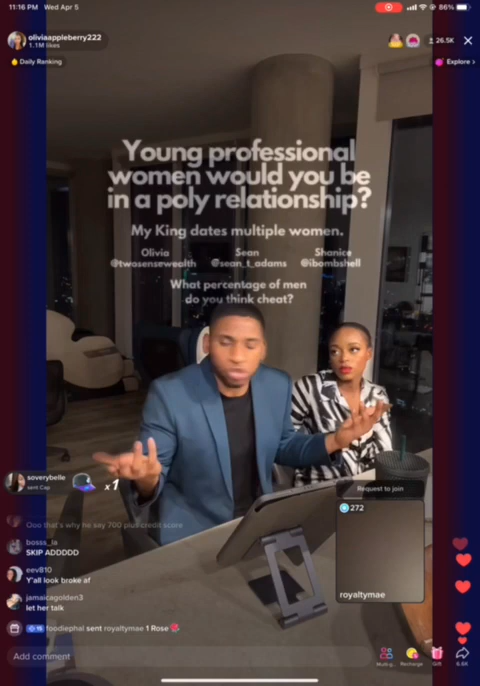 11:16 PM Wed Apr 5
86%
oliviaappleberry222
1.1M likes
26.5K
Daily Ranking
Explore >
Young professional
women would you be
in a poly relationship?
My King dates multiple women.
Olivia Sean Shanice
@twosensewealth @sean_t_adams @ibombshell
What percentage of men
do you think cheat?
soverybelle
sent Cap
x1
Request to join
272
royaltymae
Ooo that's why he say 700 plus credit score
bosss_la
SKIP ADDDDD
eev810
Y'all look broke af
jamaicagolden3
let her talk
15 foodiephal sent royaltymae 1 Rose
Add comment
Multi-g...
Recharge
Gift
6.6K